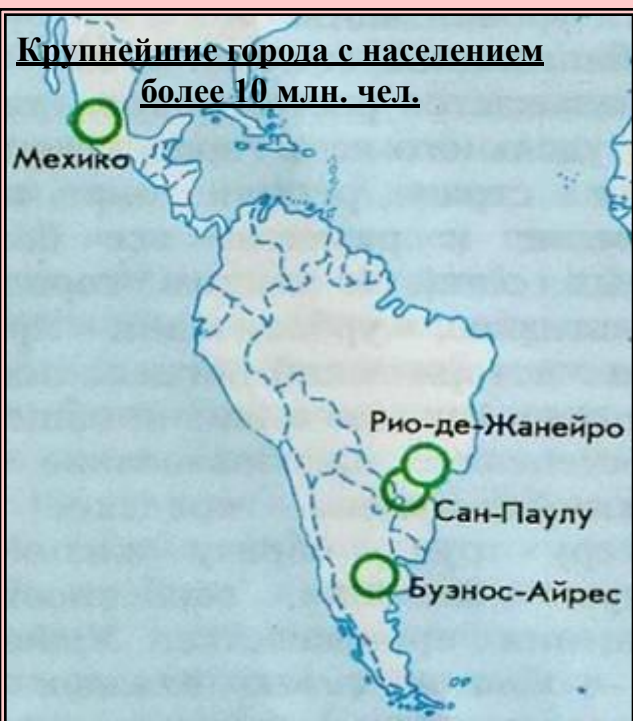 Крупнейшие города с населением
более 10 млн. чел.
Мехико
Рио-де-Жанейро
Сан-Паулу
Буэнос-Айрес